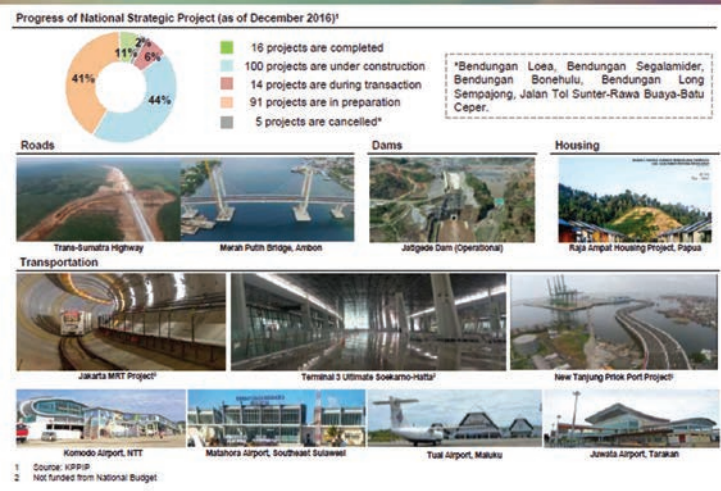 Progress of National Strategic Project (as of December 2016)¹
2%
11%
6%
41%
44%
16 projects are completed
100 projects are under construction
14 projects are during transaction
91 projects are in preparation
5 projects are cancelled*
*Bendungan Loea, Bendungan Segalamider,
Bendungan Bonehulu, Bendungan Long
Sempajong, Jalan Tol Sunter-Rawa Buaya-Batu
Ceper.
Roads
Dams
Housing
Trans-Sumatra Highway
Merah Putih Bridge, Ambon
Jatigede Dam (Operational)
Raja Ampat Housing Project, Papua
Transportation
Jakarta MRT Project²
Terminal 3 Ultimate Soekarno-Hatta²
New Tanjung Priok Port Project²
Komodo Airport, NTT
Matahora Airport, Southeast Sulawesi
Tual Airport, Maluku
Juwata Airport, Tarakan
1 Source: KPPIP
2 Not funded from National Budget